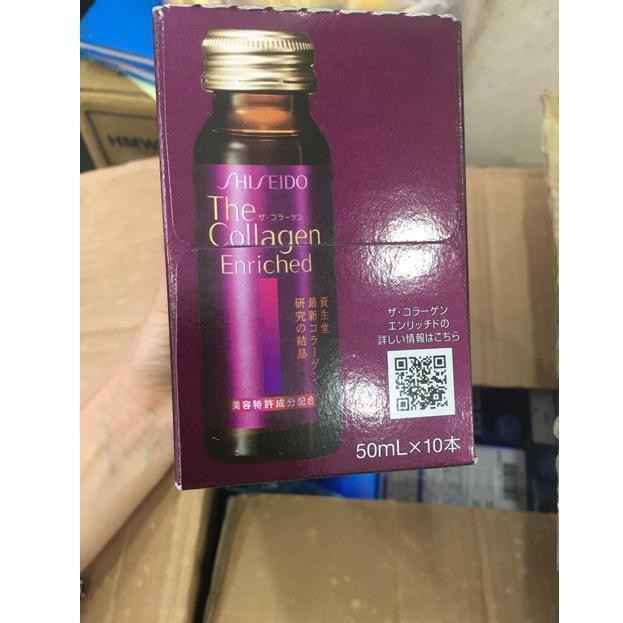 HMW
SHISEIDO
The
ザ・コラーゲン
Collagen
Enriched
資生堂
最新コラーゲン
研究の結晶
美容特許成分配合
ザ・コラーゲン
エンリッチドの
詳しい情報はこちら
50mL×10本